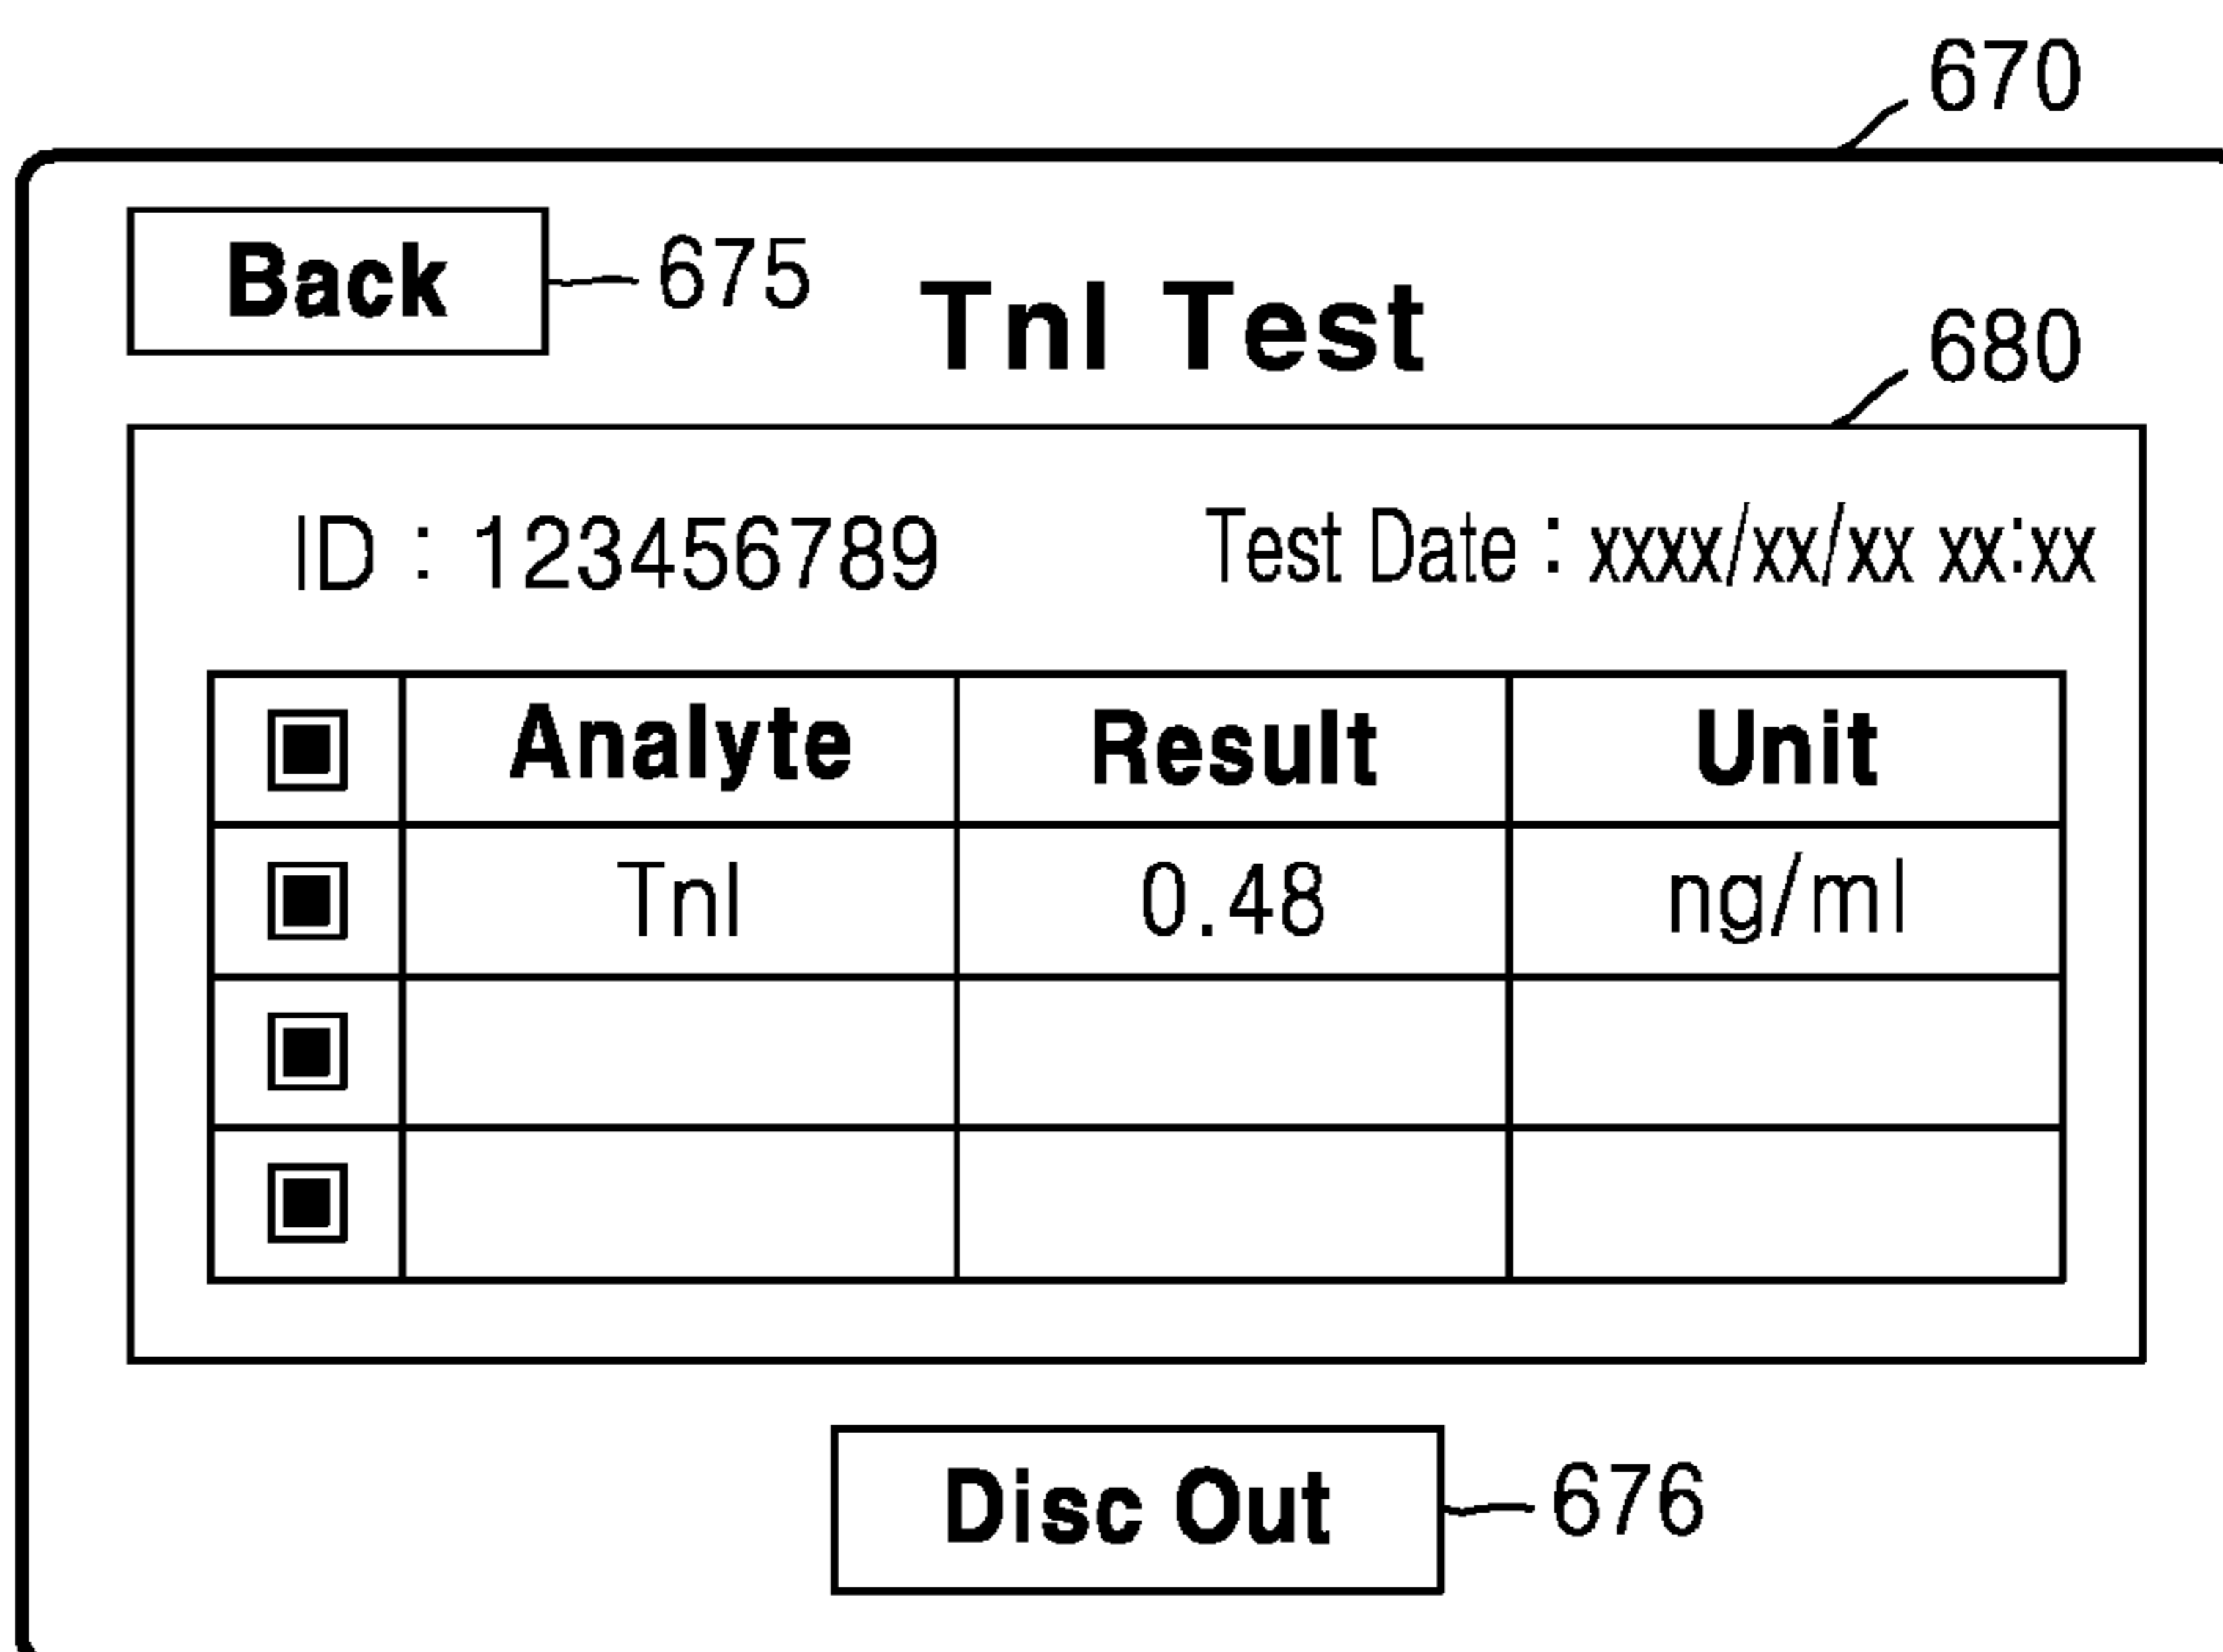 670
Back 675
TnI Test
680
ID : 123456789 Test Date : xxxx/xx/xx xx:xx
Analyte Result Unit
TnI 0.48 ng/ml
Disc Out 676